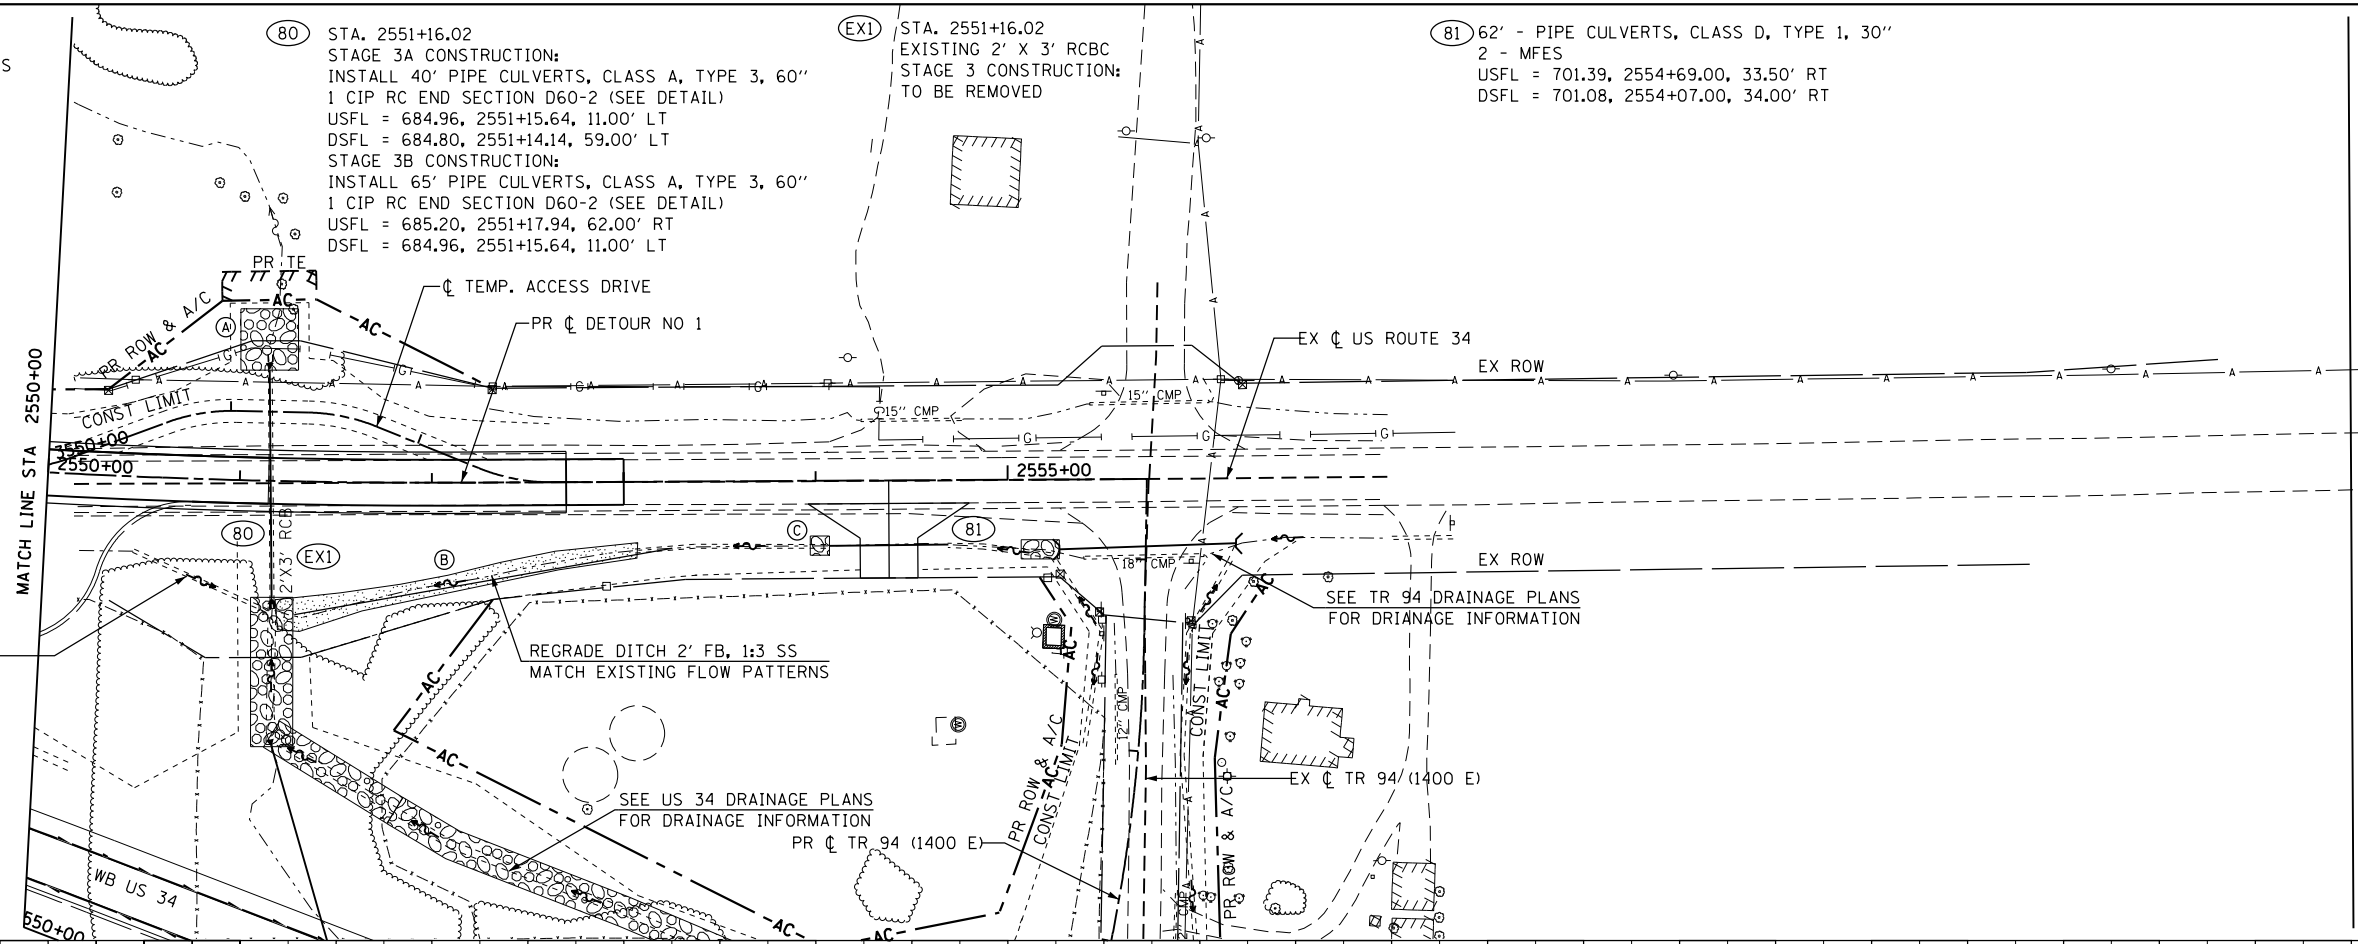 S
80
STA. 2551+16.02
STAGE 3A CONSTRUCTION:
INSTALL 40' PIPE CULVERTS, CLASS A, TYPE 3, 60''
1 CIP RC END SECTION D60-2 (SEE DETAIL)
USFL = 684.96, 2551+15.64, 11.00' LT
DSFL = 684.80, 2551+14.14, 59.00' LT
STAGE 3B CONSTRUCTION:
INSTALL 65' PIPE CULVERTS, CLASS A, TYPE 3, 60''
1 CIP RC END SECTION D60-2 (SEE DETAIL)
USFL = 685.20, 2551+17.94, 62.00' RT
DSFL = 684.96, 2551+15.64, 11.00' LT
EX1
STA. 2551+16.02
EXISTING 2' X 3' RCBC
STAGE 3 CONSTRUCTION:
TO BE REMOVED
81
62' - PIPE CULVERTS, CLASS D, TYPE 1, 30''
2 - MFES
USFL = 701.39, 2554+69.00, 33.50' RT
DSFL = 701.08, 2554+07.00, 34.00' RT
PR TE
AC
PR ROW & A/C
AC
AC
A
℄ TEMP. ACCESS DRIVE
PR ℄ DETOUR NO 1
EX ℄ US ROUTE 34
EX ROW
MATCH LINE STA 2550+00
CONST LIMIT
3550+00
2550+00
2555+00
15'' CMP
15'' CMP
G
G
G
80
2'X3' RCB
EX1
B
C
81
18'' CMP
EX ROW
AC
SEE TR 94 DRAINAGE PLANS
FOR DRIANAGE INFORMATION
REGRADE DITCH 2' FB, 1:3 SS
MATCH EXISTING FLOW PATTERNS
W
AC
AC
CONST LIMIT
AC
12'' CMP
W
AC
PR ROW & A/C
AC
CONST LIMIT
EX ℄ TR 94 (1400 E)
SEE US 34 DRAINAGE PLANS
FOR DRAINAGE INFORMATION
PR ℄ TR 94 (1400 E)
PR ROW & A/C
WB US 34
550+00
AC
AC